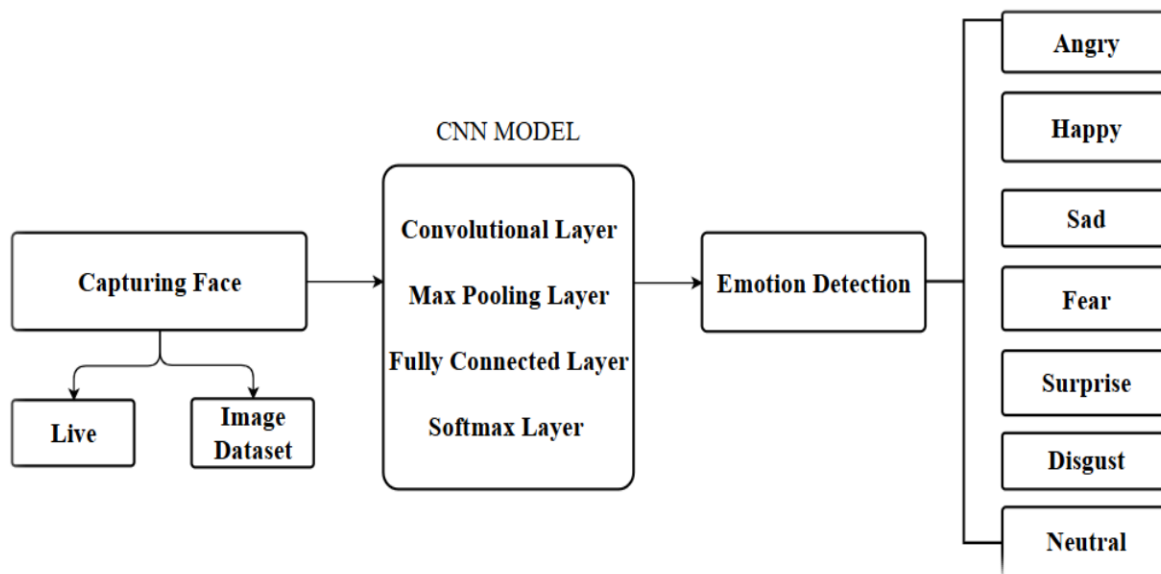 CNN MODEL
Capturing Face
Live
Image
Dataset
Convolutional Layer
Max Pooling Layer
Fully Connected Layer
Softmax Layer
Emotion Detection
Angry
Happy
Sad
Fear
Surprise
Disgust
Neutral